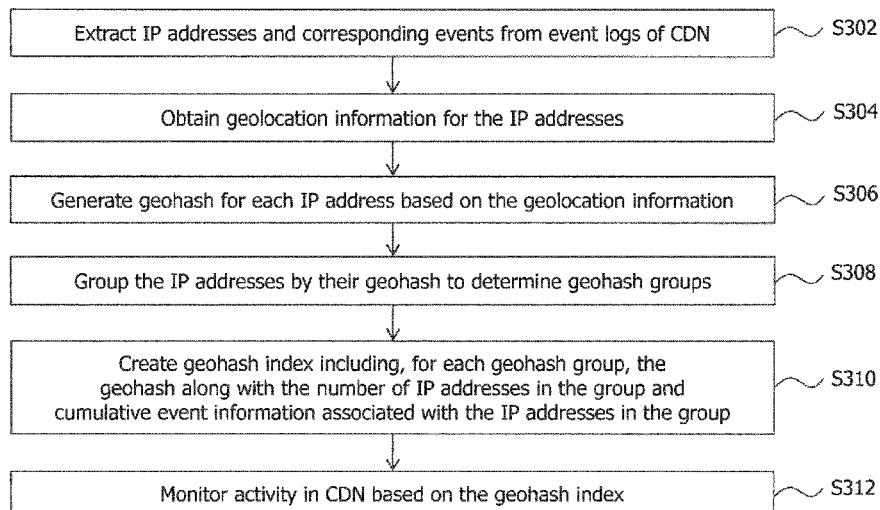 Extract IP addresses and corresponding events from event logs of CDN
S302
Obtain geolocation information for the IP addresses
S304
Generate geohash for each IP address based on the geolocation information
S306
Group the IP addresses by their geohash to determine geohash groups
S308
Create geohash index including, for each geohash group, the
geohash along with the number of IP addresses in the group and
cumulative event information associated with the IP addresses in the group
S310
Monitor activity in CDN based on the geohash index
S312